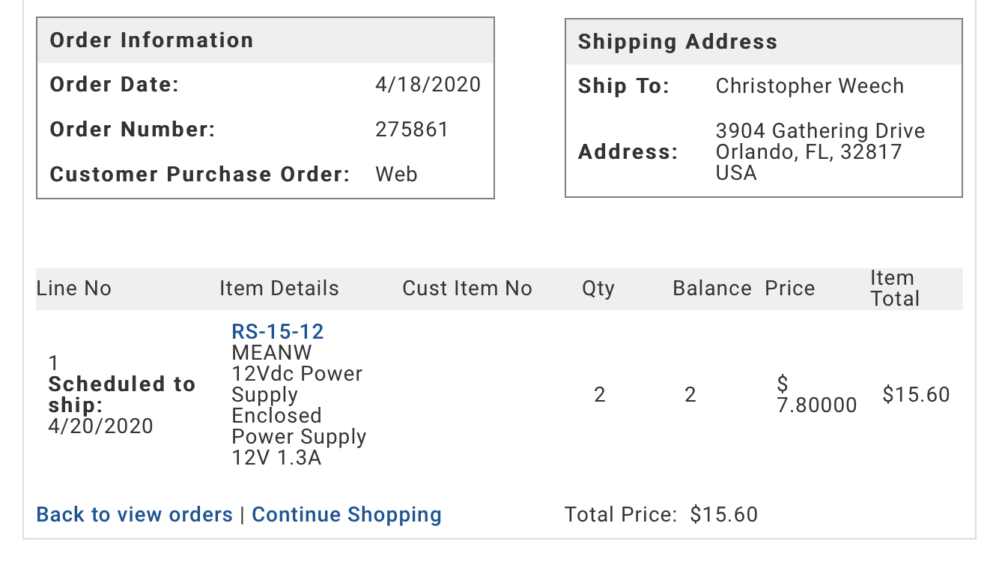 Order Information
Order Date: 4/18/2020
Order Number: 275861
Customer Purchase Order: Web
Shipping Address
Ship To: Christopher Weech
Address: 3904 Gathering Drive
Orlando, FL, 32817
USA
Line No Item Details Cust Item No Qty Balance Price Item Total
1
Scheduled to
ship:
4/20/2020
RS-15-12
MEANW
12Vdc Power
Supply
Enclosed
Power Supply
12V 1.3A
2
2
$
7.80000
$15.60
Back to view orders | Continue Shopping
Total Price: $15.60